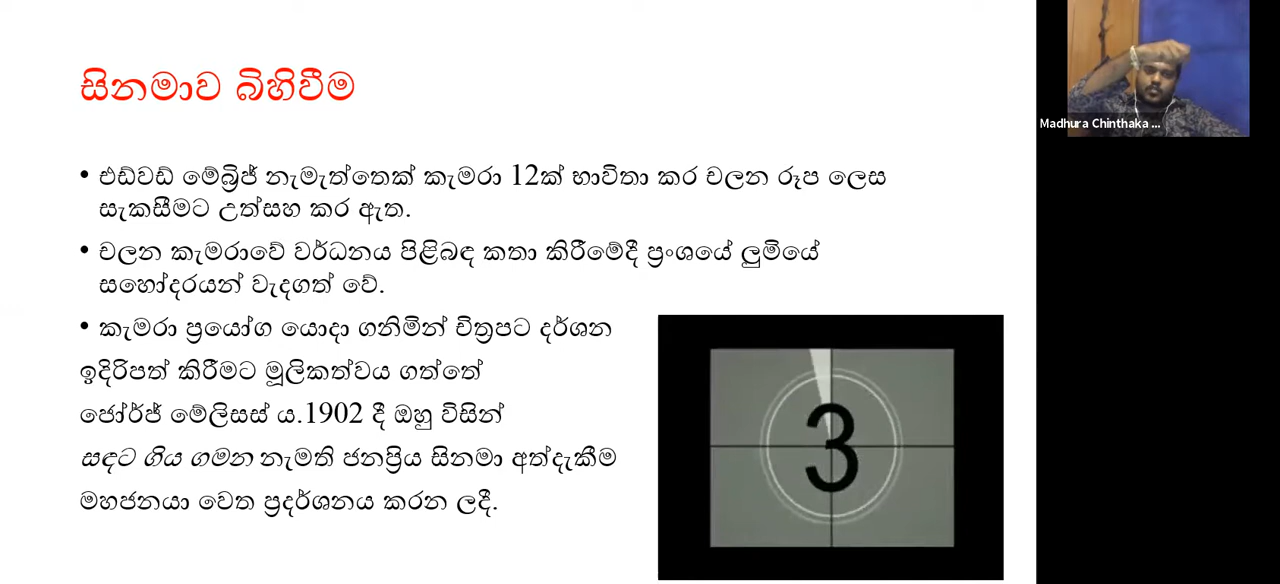 සිනමාව බිහිවීම
• එඩ්වඩ් මේබ්‍රිජ් නැමැත්තෙක් කැමරා 12ක් භාවිතා කර චලන රූප ලෙස
සැකසීමට උත්සහ කර ඇත.
• චලන කැමරාවේ වර්ධනය පිළිබඳ කතා කිරීමේදී ප්‍රංශයේ ලුමියේ
සහෝදරයන් වැදගත් වේ.
• කැමරා ප්‍රයෝග යොදා ගනිමින් චිත්‍රපට දර්ශන
ඉදිරිපත් කිරීමට මූලිකත්වය ගත්තේ
ජෝර්ජ් මේලිසස් ය.1902 දී ඔහු විසින්
සඳට ගිය ගමන නැමති ජනප්‍රිය සිනමා අත්දැකීම
මහජනයා වෙත ප්‍රදර්ශනය කරන ලදී.
3
Madhura Chinthaka ...